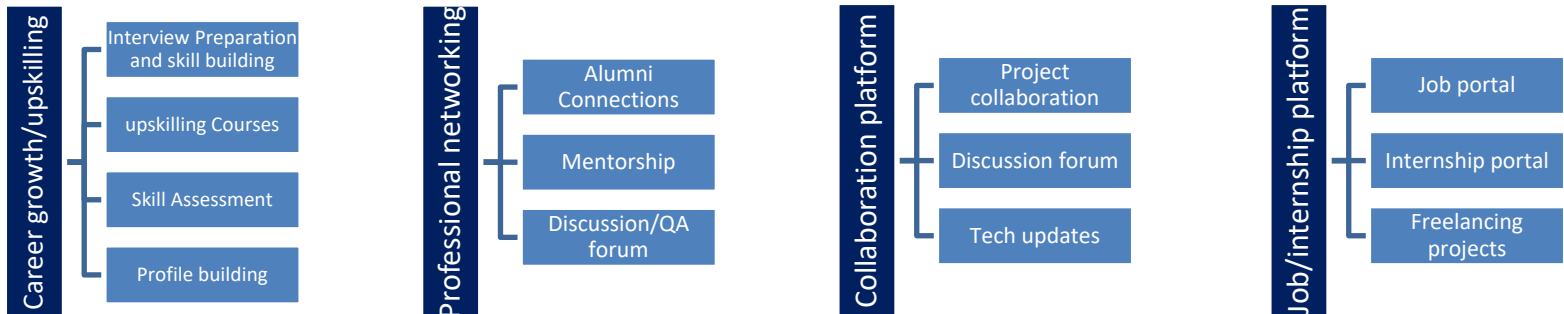 Career growth/upskilling
Interview Preparation
and skill building
upskilling Courses
Skill Assessment
Profile building
Professional networking
Alumni
Connections
Mentorship
Discussion/QA
forum
Collaboration platform
Project
collaboration
Discussion forum
Tech updates
Job/internship platform
Job portal
Internship portal
Freelancing
projects